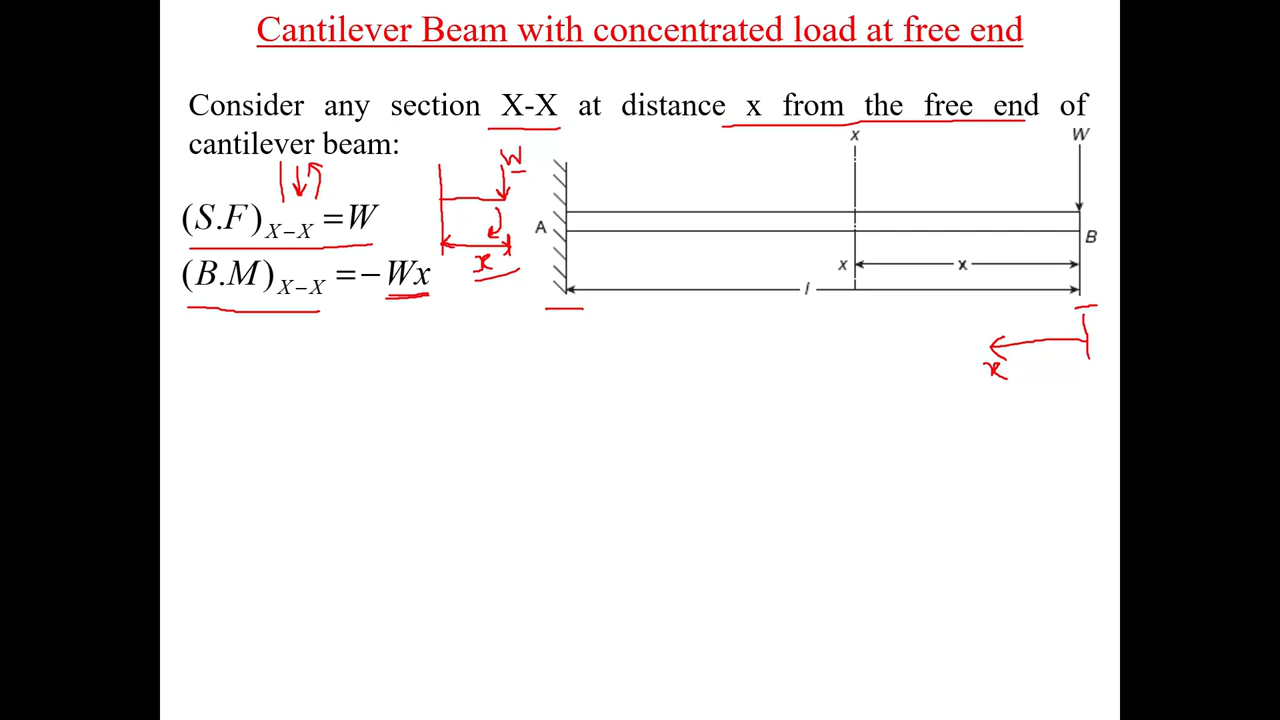 Cantilever Beam with concentrated load at free end
Consider any section X-X at distance x from the free end of
cantilever beam:
(S.F)X-X = W
(B.M)X-X = - Wx
W
x
x
W
A
B
x
x
l
x